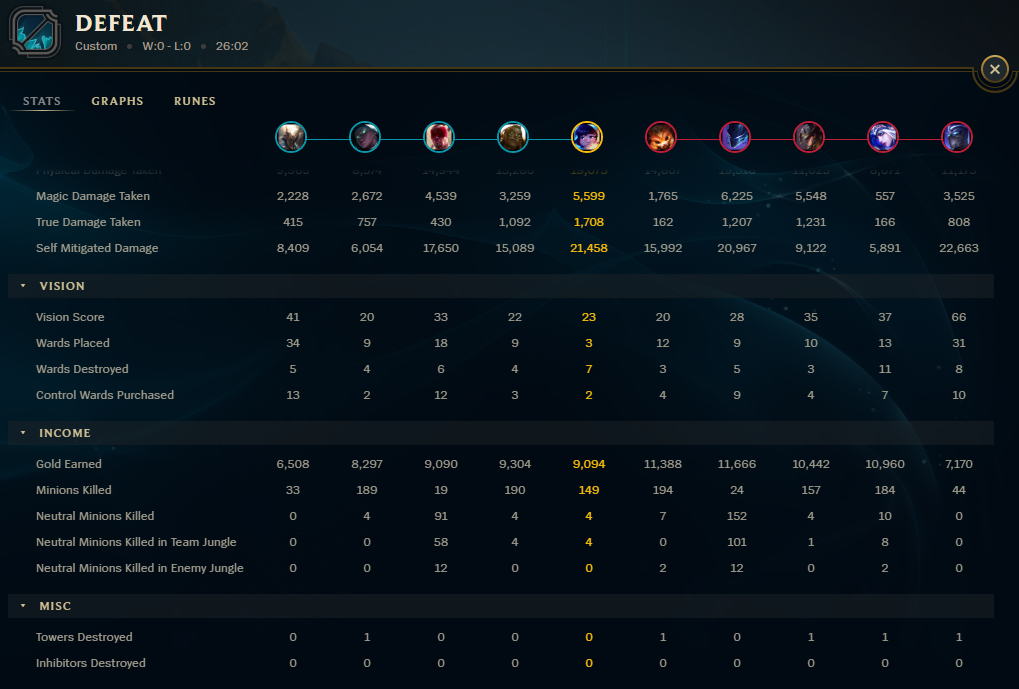 DEFEAT
Custom • W:0 - L:0 • 26:02
STATS GRAPHS RUNES
Physical Damage Taken
Magic Damage Taken 2,228 2,672 4,539 3,259 5,599 1,765 6,225 5,548 557 3,525
True Damage Taken 415 757 430 1,092 1,708 162 1,207 1,231 166 808
Self Mitigated Damage 8,409 6,054 17,650 15,089 21,458 15,992 20,967 9,122 5,891 22,663
VISION
Vision Score 41 20 33 22 23 20 28 35 37 66
Wards Placed 34 9 18 9 3 12 9 10 13 31
Wards Destroyed 5 4 6 4 7 3 5 3 11 8
Control Wards Purchased 13 2 12 3 2 4 9 4 7 10
INCOME
Gold Earned 6,508 8,297 9,090 9,304 9,094 11,388 11,666 10,442 10,960 7,170
Minions Killed 33 189 19 190 149 194 24 157 184 44
Neutral Minions Killed 0 4 91 4 4 7 152 4 10 0
Neutral Minions Killed in Team Jungle 0 0 58 4 4 0 101 1 8 0
Neutral Minions Killed in Enemy Jungle 0 0 12 0 0 2 12 0 2 0
MISC
Towers Destroyed 0 1 0 0 0 1 0 1 1 1
Inhibitors Destroyed 0 0 0 0 0 0 0 0 0 0